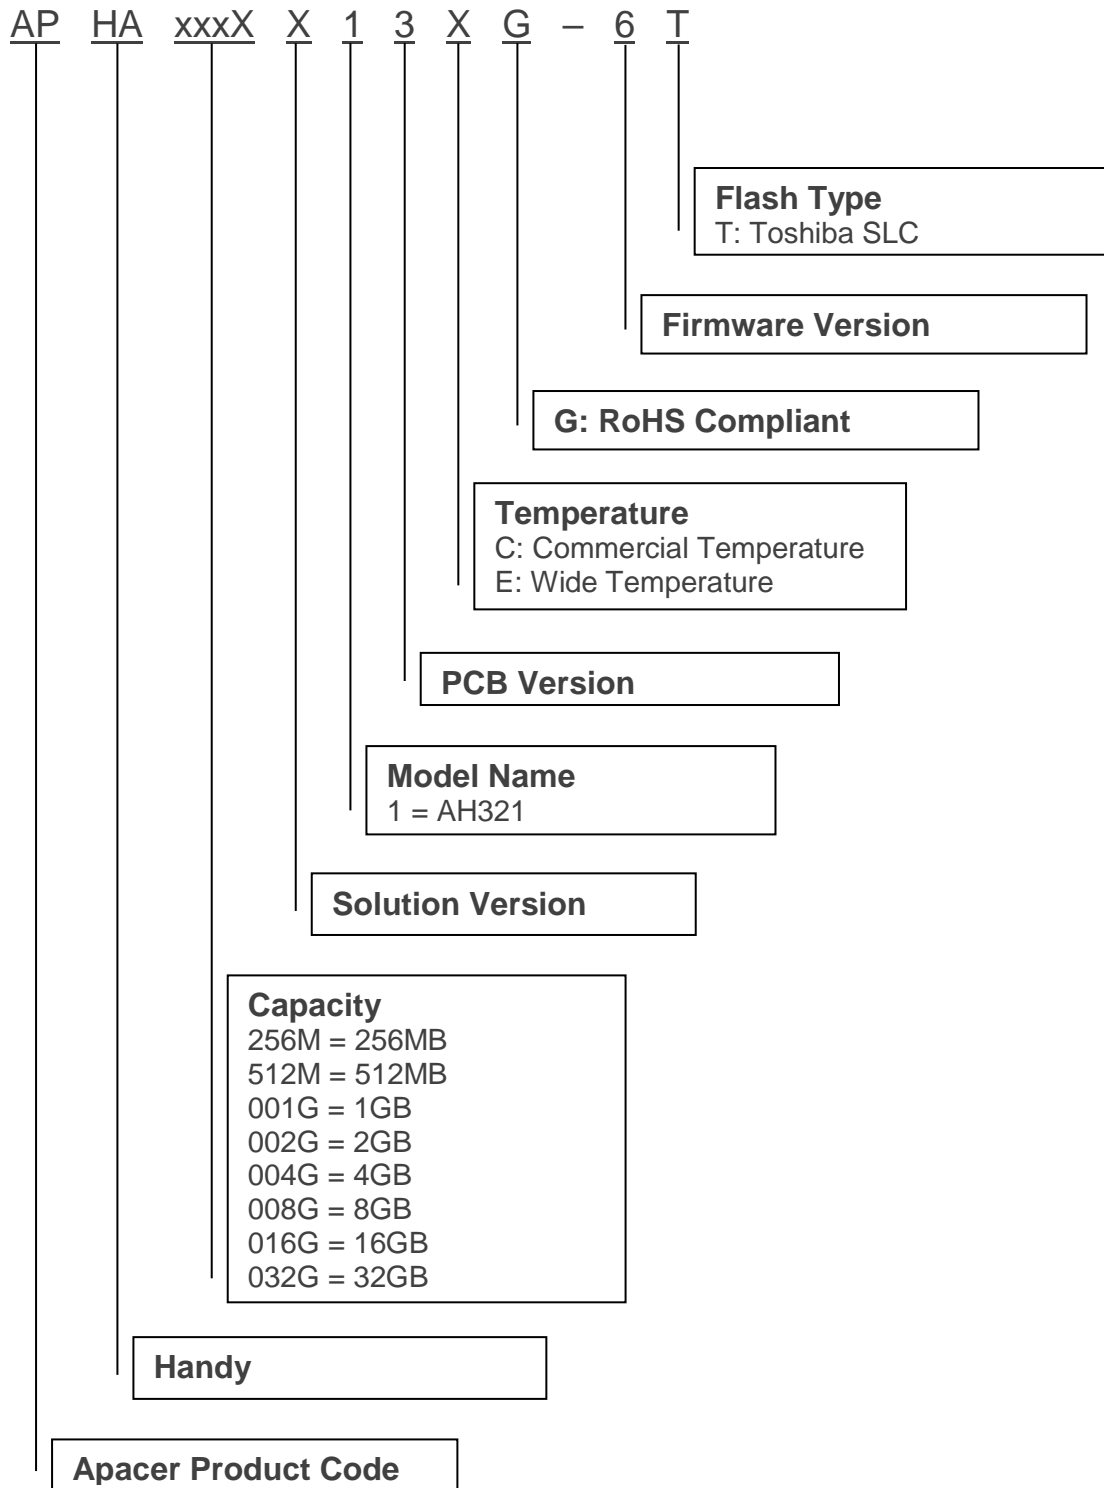 AP HA xxxX X 1 3 X G – 6 T
Flash Type
T: Toshiba SLC
Firmware Version
G: RoHS Compliant
Temperature
C: Commercial Temperature
E: Wide Temperature
PCB Version
Model Name
1 = AH321
Solution Version
Capacity
256M = 256MB
512M = 512MB
001G = 1GB
002G = 2GB
004G = 4GB
008G = 8GB
016G = 16GB
032G = 32GB
Handy
Apacer Product Code